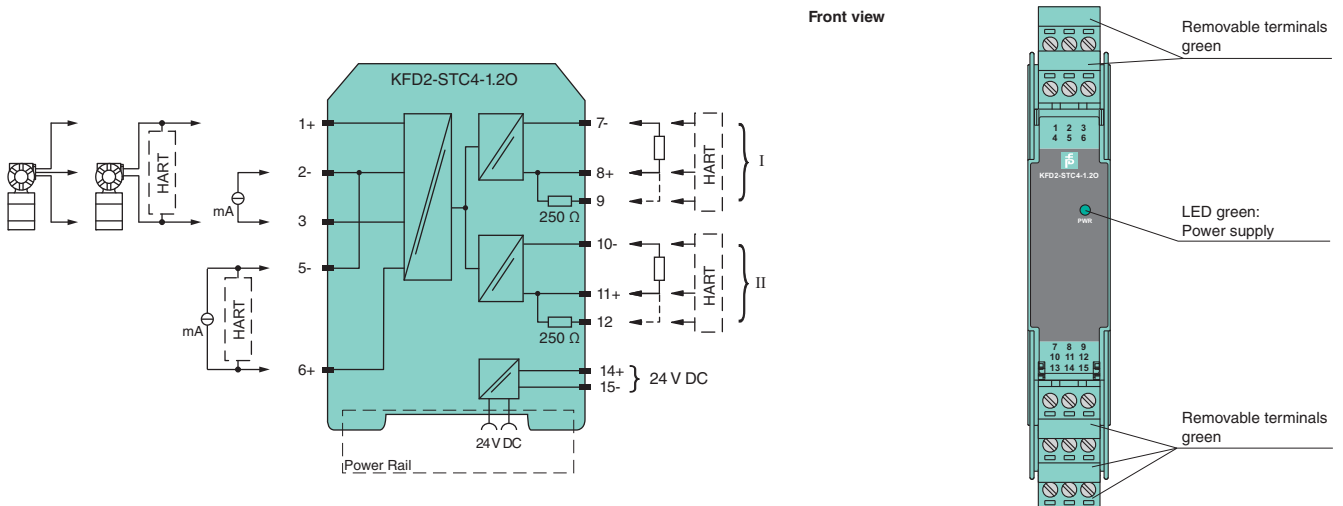 Front view
KFD2-STC4-1.2O
1+
2-
3
5-
6+
HART
mA
HART
mA
7-
8+
9
250 Ω
HART
I
10-
11+
12
250 Ω
HART
II
14+
15-
24 V DC
24 V DC
Power Rail
Removable terminals
green
1 2 3
4 5 6
KFD2-STC4-1.2O
PWR
LED green:
Power supply
7 8 9
10 11 12
13 14 15
Removable terminals
green